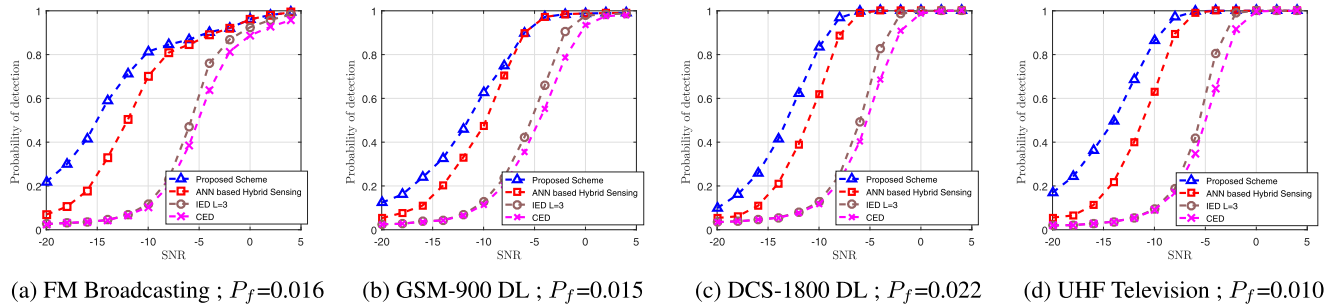 Probability of detection
1
0.8
0.6
0.4
0.2
0
-20
-15
-10
-5
0
5
SNR
Proposed Scheme
ANN based Hybrid Sensing
IED L=3
CED
(a) FM Broadcasting ; P_f=0.016
Probability of detection
1
0.8
0.6
0.4
0.2
0
-20
-15
-10
-5
0
5
SNR
Proposed Scheme
ANN based Hybrid Sensing
IED L=3
CED
(b) GSM-900 DL ; P_f=0.015
Probability of detection
1
0.8
0.6
0.4
0.2
0
-20
-15
-10
-5
0
5
SNR
Proposed Scheme
ANN based Hybrid Sensing
IED L=3
CED
(c) DCS-1800 DL ; P_f=0.022
Probability of detection
1
0.8
0.6
0.4
0.2
0
-20
-15
-10
-5
0
5
SNR
Proposed Scheme
ANN based Hybrid Sensing
IED L=3
CED
(d) UHF Television ; P_f=0.010